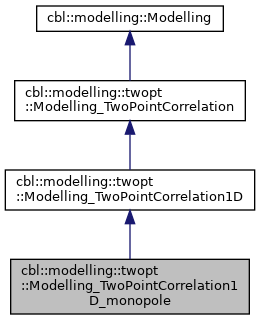 cbl::modelling::Modelling
cbl::modelling::twopt
::Modelling_TwoPointCorrelation
cbl::modelling::twopt
::Modelling_TwoPointCorrelation1D
cbl::modelling::twopt
::Modelling_TwoPointCorrelation1
D_monopole